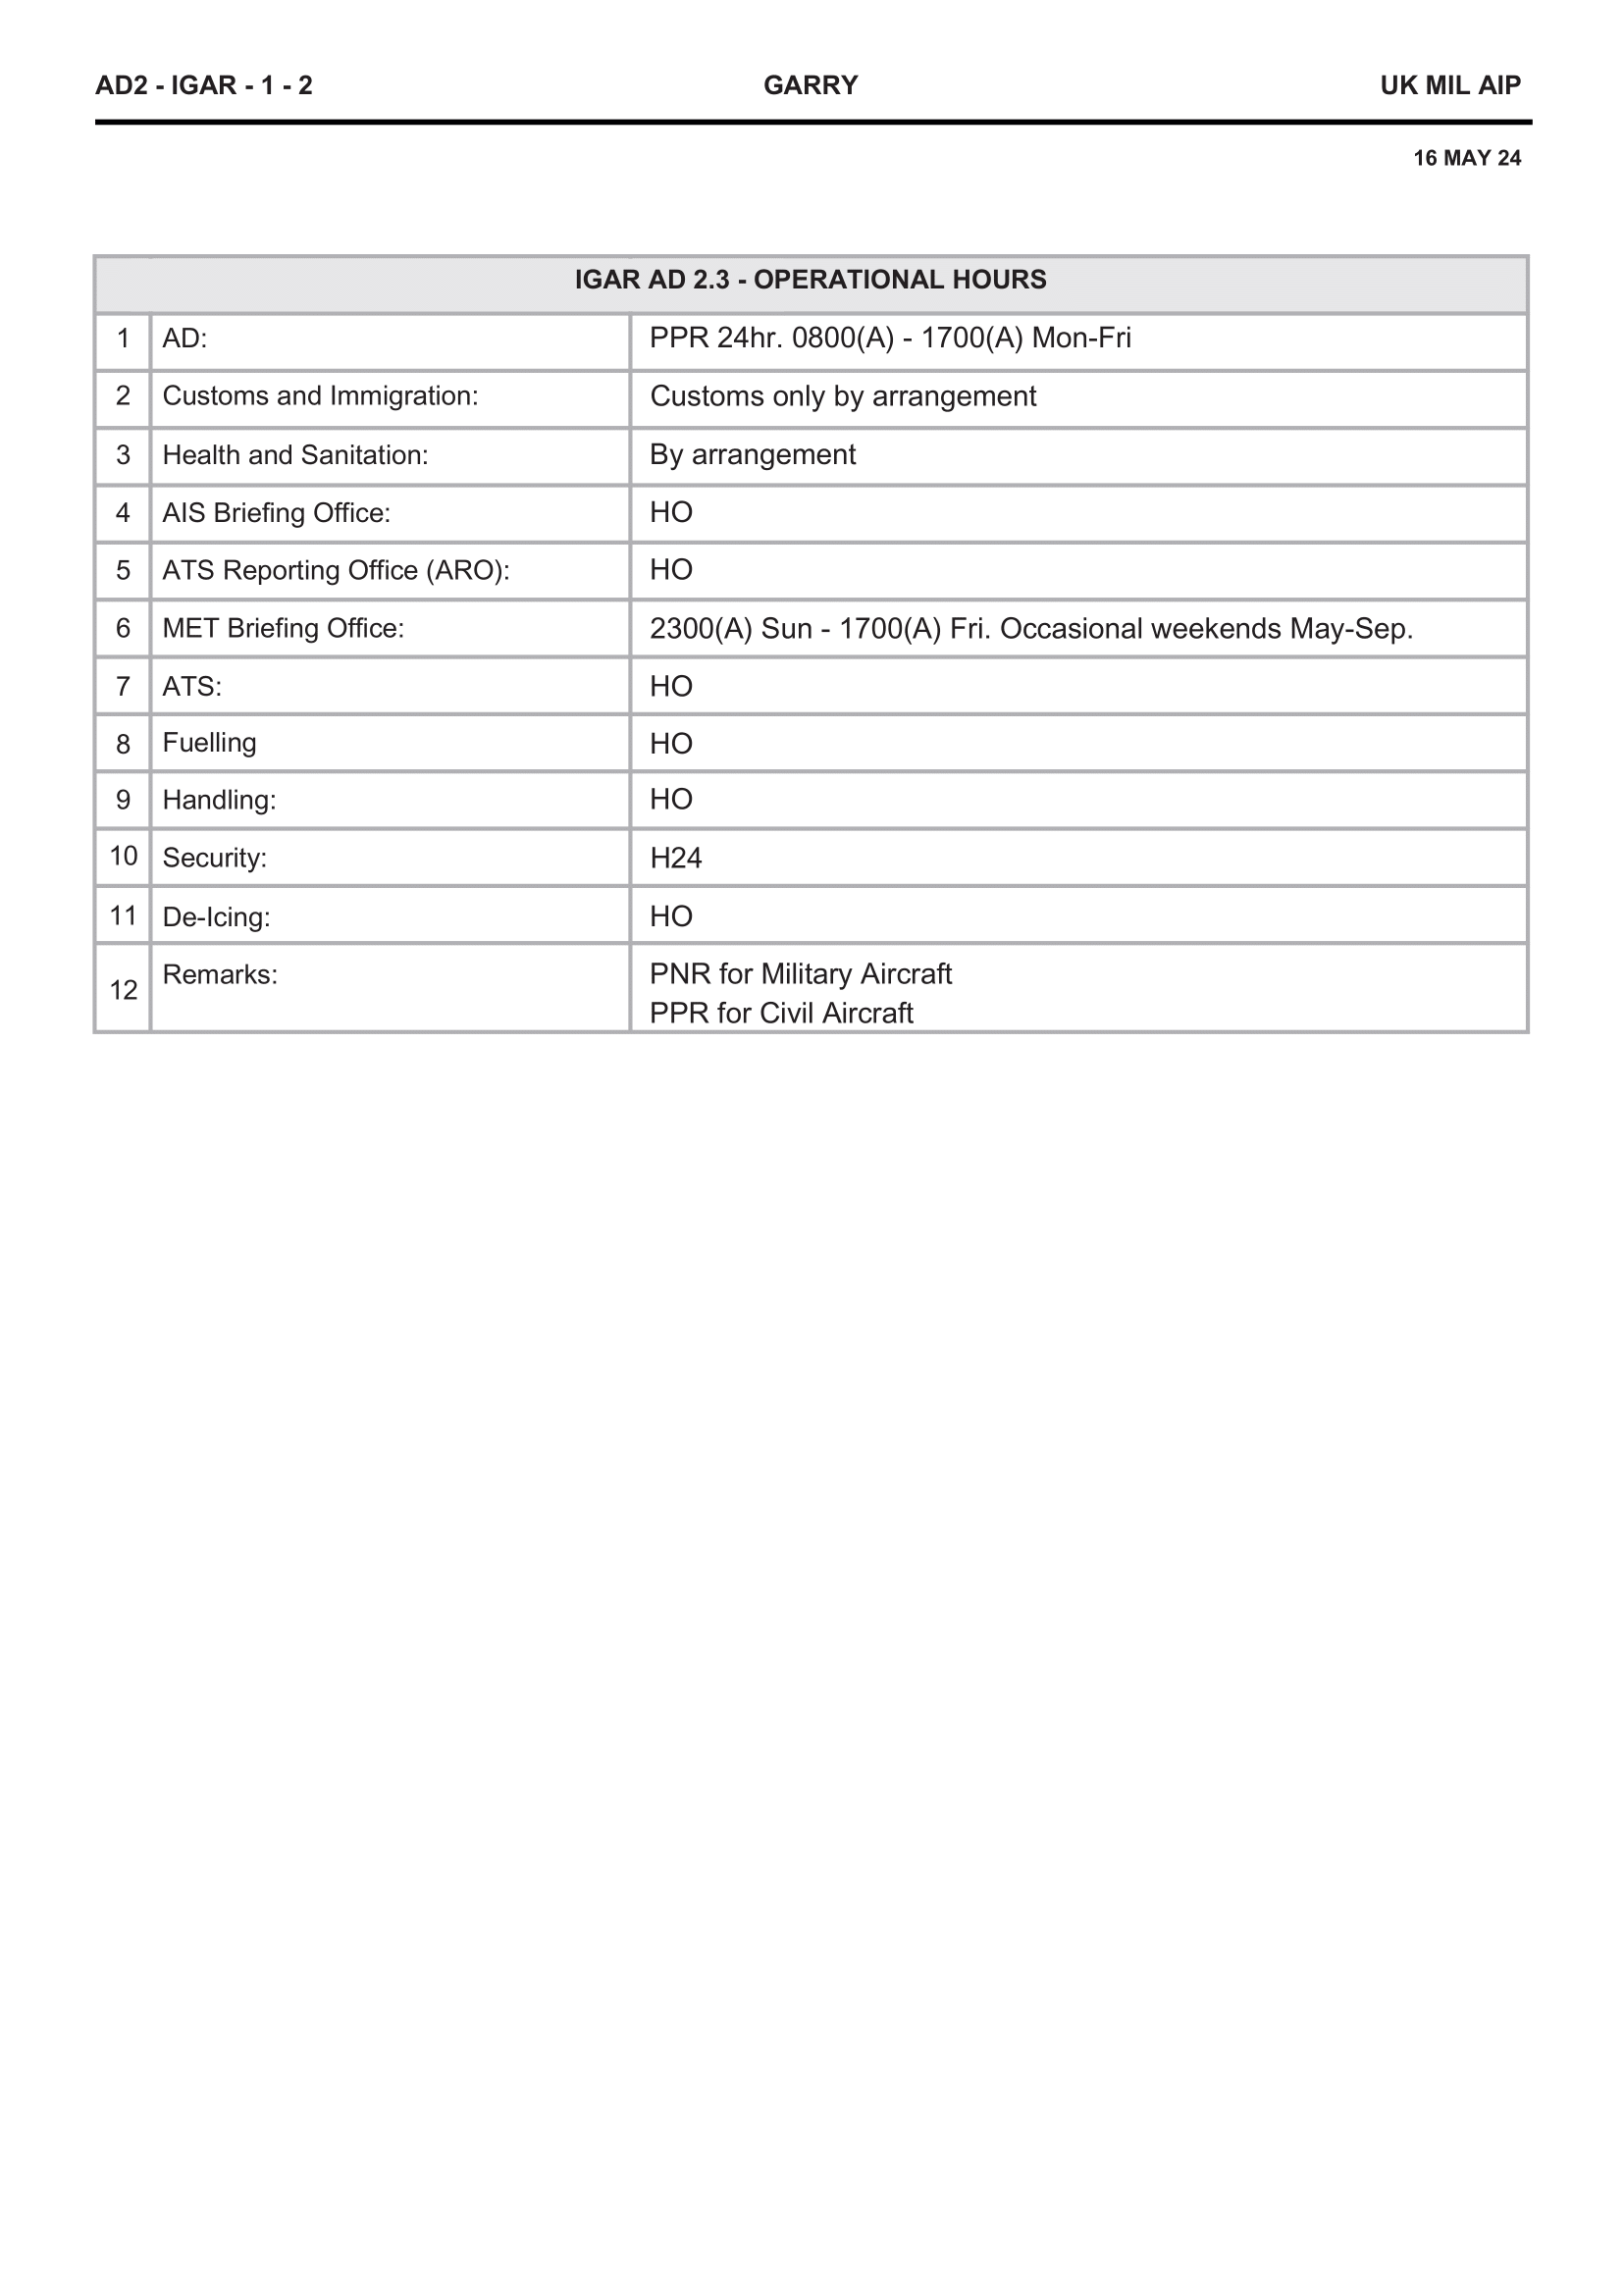 AD2 - IGAR - 1 - 2 GARRY UK MIL AIP
16 MAY 24
IGAR AD 2.3 - OPERATIONAL HOURS
1 AD: PPR 24hr. 0800(A) - 1700(A) Mon-Fri
2 Customs and Immigration: Customs only by arrangement
3 Health and Sanitation: By arrangement
4 AIS Briefing Office: HO
5 ATS Reporting Office (ARO): HO
6 MET Briefing Office: 2300(A) Sun - 1700(A) Fri. Occasional weekends May-Sep.
7 ATS: HO
8 Fuelling HO
9 Handling: HO
10 Security: H24
11 De-Icing: HO
12 Remarks: PNR for Military Aircraft
PPR for Civil Aircraft